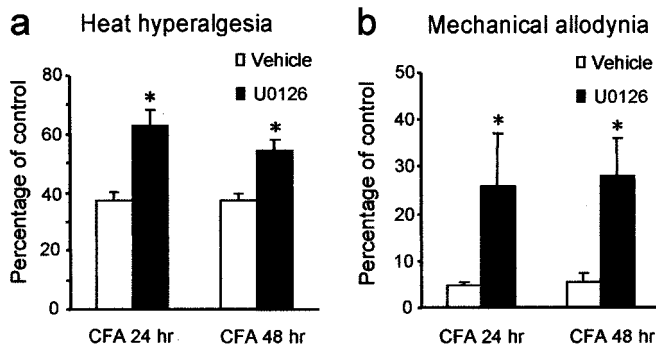 a Heat hyperalgesia
Vehicle
U0126
Percentage of control
80
60
40
20
0
*
*
CFA 24 hr CFA 48 hr
b Mechanical allodynia
Vehicle
U0126
Percentage of control
50
40
30
20
10
0
*
*
CFA 24 hr CFA 48 hr